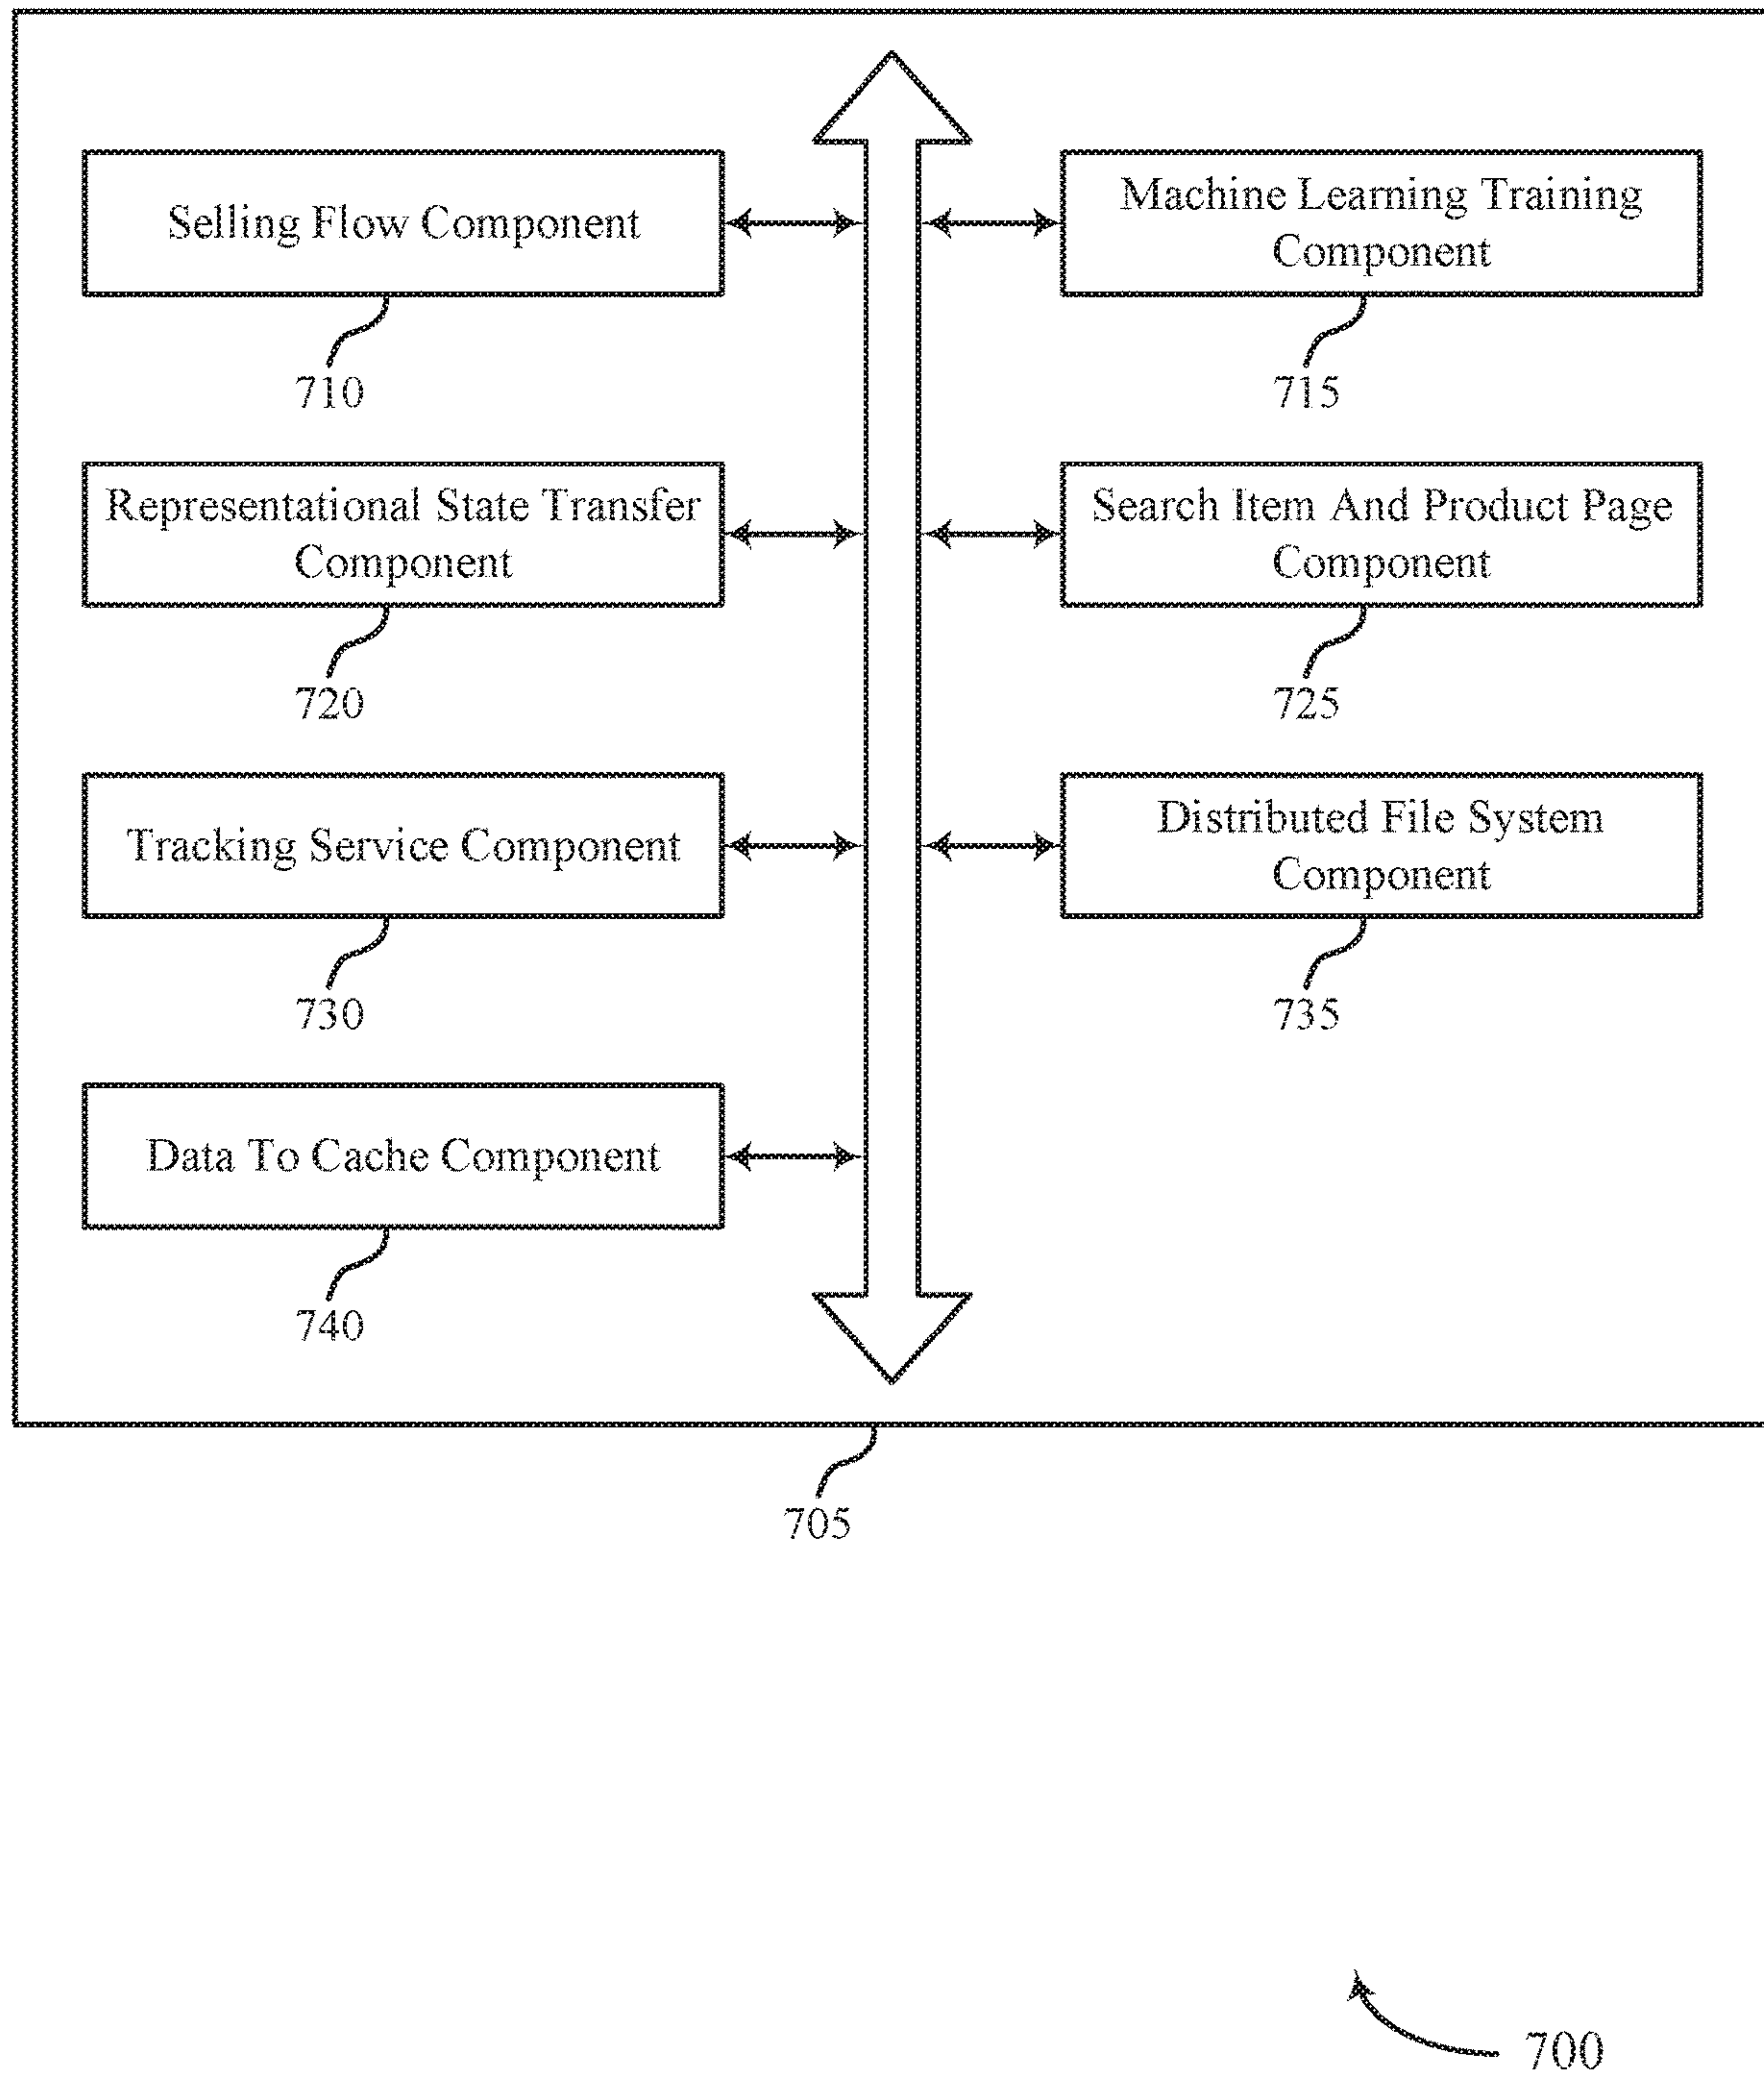 Selling Flow Component
710
Machine Learning Training
Component
715
Representational State Transfer
Component
720
Search Item And Product Page
Component
725
Tracking Service Component
730
Distributed File System
Component
735
Data To Cache Component
740
705
700